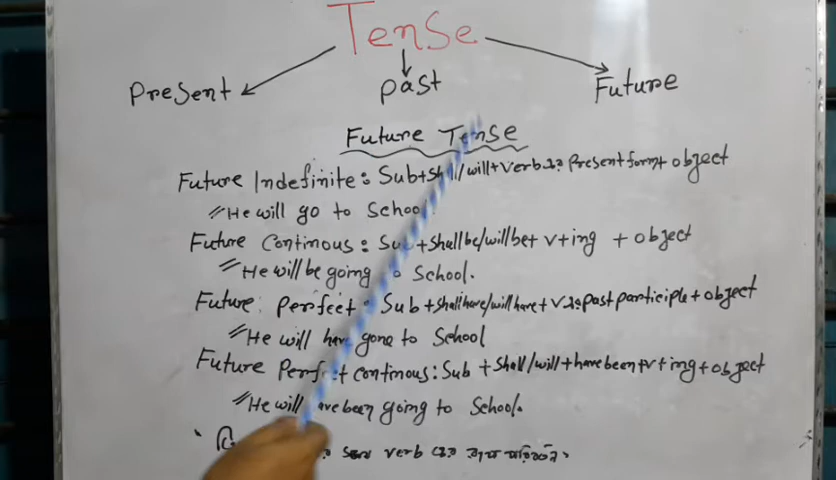 Tense
Present Past Future
Future Tense
Future Indefinite: Sub+shall/will+verb এর Present form+ object
He will go to School
Future Continous: Sub+shall be/will be+ v+ing + object
He will be going to School.
Future Perfect: Sub+shall have/will have+ v এর past participle+object
He will have gone to School
Future Perfect continous: Sub +shall/will+have been+v+ing+object
He will have been going to School.
verb